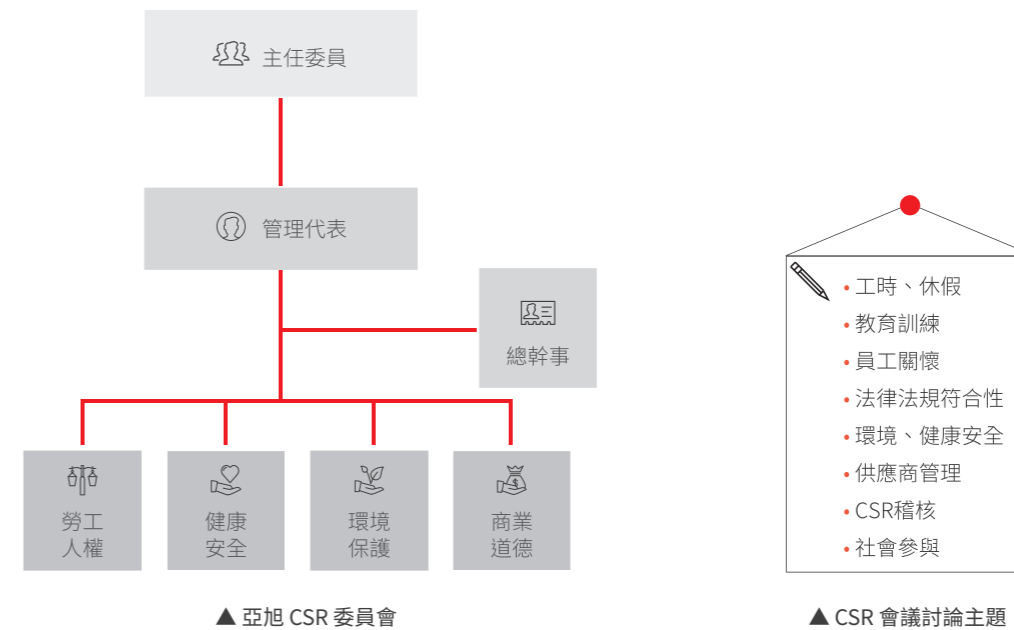 主任委員
管理代表
總幹事
勞工
人權
健康
安全
環境
保護
商業
道德
▲ 亞旭 CSR 委員會
• 工時、休假
• 教育訓練
• 員工關懷
• 法律法規符合性
• 環境、健康安全
• 供應商管理
• CSR稽核
• 社會參與
▲ CSR 會議討論主題